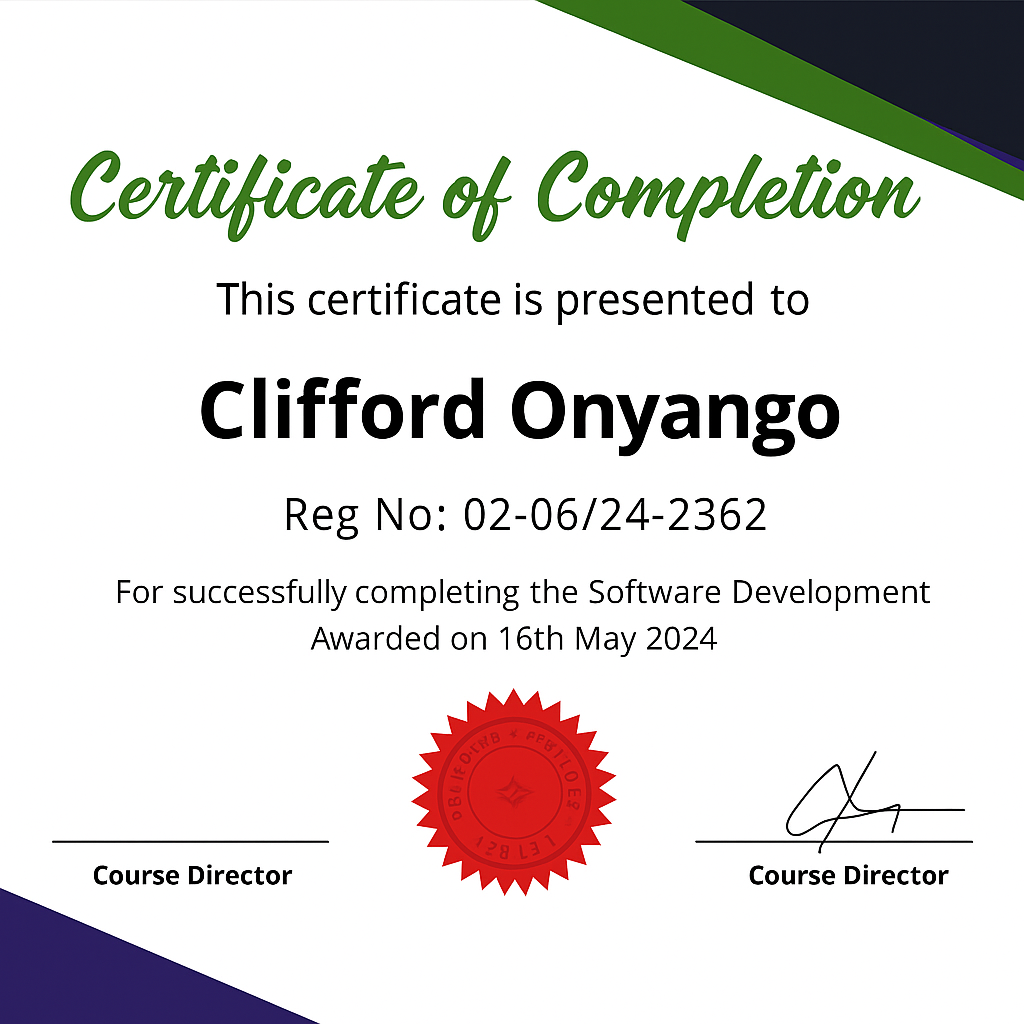 Certificate of Completion
This certificate is presented to
Clifford Onyango
Reg No: 02-06/24-2362
For successfully completing the Software Development
Awarded on 16th May 2024
Course Director
Course Director